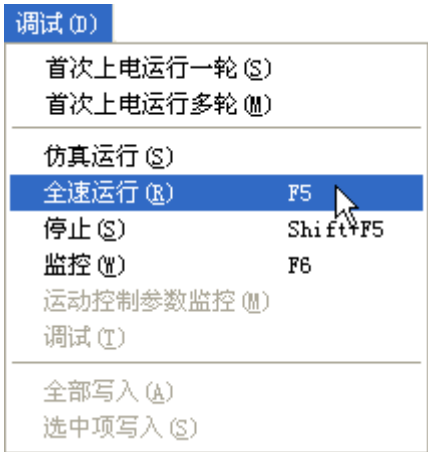 调试(D)
首次上电运行一轮(S)
首次上电运行多轮(M)
仿真运行(S)
全速运行(R) F5
停止(S) Shift+F5
监控(W) F6
运动控制参数监控(M)
调试(T)
全部写入(A)
选中项写入(S)